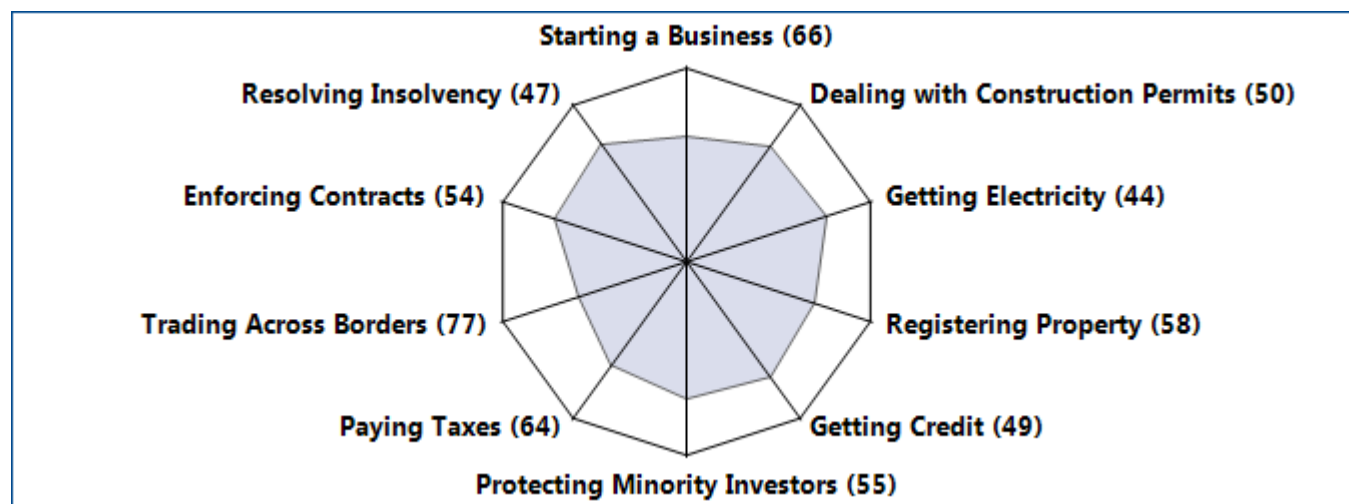 Starting a Business (66)
Resolving Insolvency (47)
Dealing with Construction Permits (50)
Enforcing Contracts (54)
Getting Electricity (44)
Trading Across Borders (77)
Registering Property (58)
Paying Taxes (64)
Getting Credit (49)
Protecting Minority Investors (55)